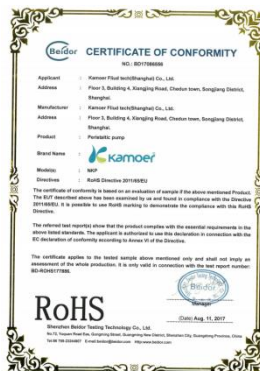 Beidor
CERTIFICATE OF CONFORMITY
Applicant : Kamoer Fliud tech(Shanghai) Co., Ltd.
Address : Floor 3, Building 4, Xiangjing Road, Chedun town, Songjiang District,
Shanghai.
Manufacturer : Kamoer Fliud tech(Shanghai) Co., Ltd.
Address : Floor 3, Building 4, Xiangjing Road, Chedun town, Songjiang District,
Shanghai.
Product : Peristaltic pump
Brand Name : kamoer
Model(s) : NKP
Directives : RoHS Directive 2011/65/EU
The certificate of conformity is based on an evaluation of sample if the above mentioned Product.
The EUT described above has been examined by us and found in compliance with the Directive
2011/65/EU. It is possible to use RoHS marking to demonstrate the compliance with this RoHS
Directive.
The referred test report(s) show that the product complies with the essential requirements in the
above listed standards. The applicant is authorized to use this declaration in connection with the
EC declaration of conformity according to Annex VI of the Directive.
The certificate applies to the tested sample above mentioned only and shall not imply an
assessment of the whole production. It is only valid in connection with the test report number:
Beidor
Manager
RoHS
(Date) Aug. 11, 2017
Shenzhen Beidor Testing Technology Co., Ltd.